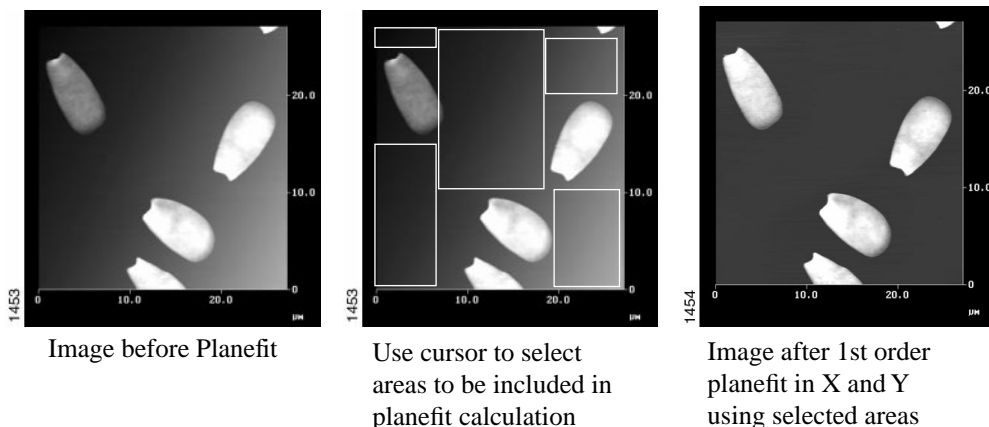 20.0
10.0
0
0
10.0
20.0
μм
1453
Image before Planefit
20.0
10.0
0
0
10.0
20.0
μм
1453
Use cursor to select
areas to be included in
planefit calculation
20.0
10.0
0
0
10.0
20.0
μм
1454
Image after 1st order
planefit in X and Y
using selected areas